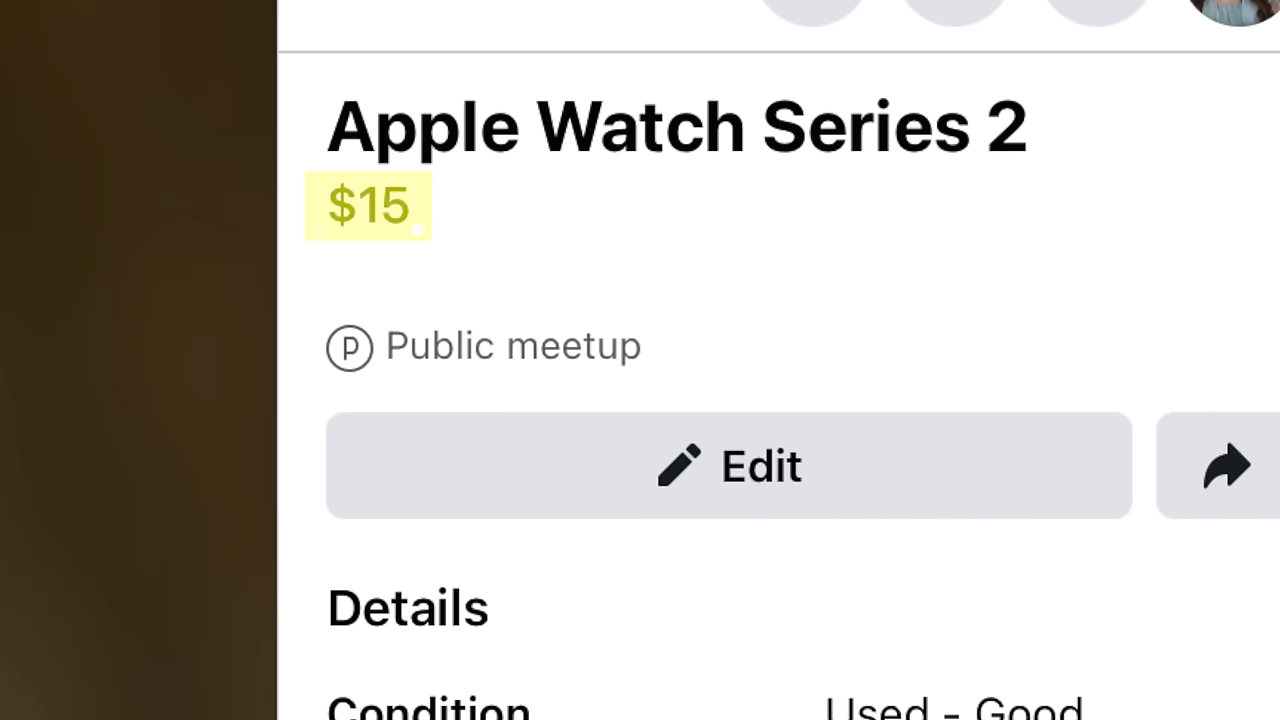 Apple Watch Series 2
$15
P Public meetup
Edit
Details
Condition Used - Good